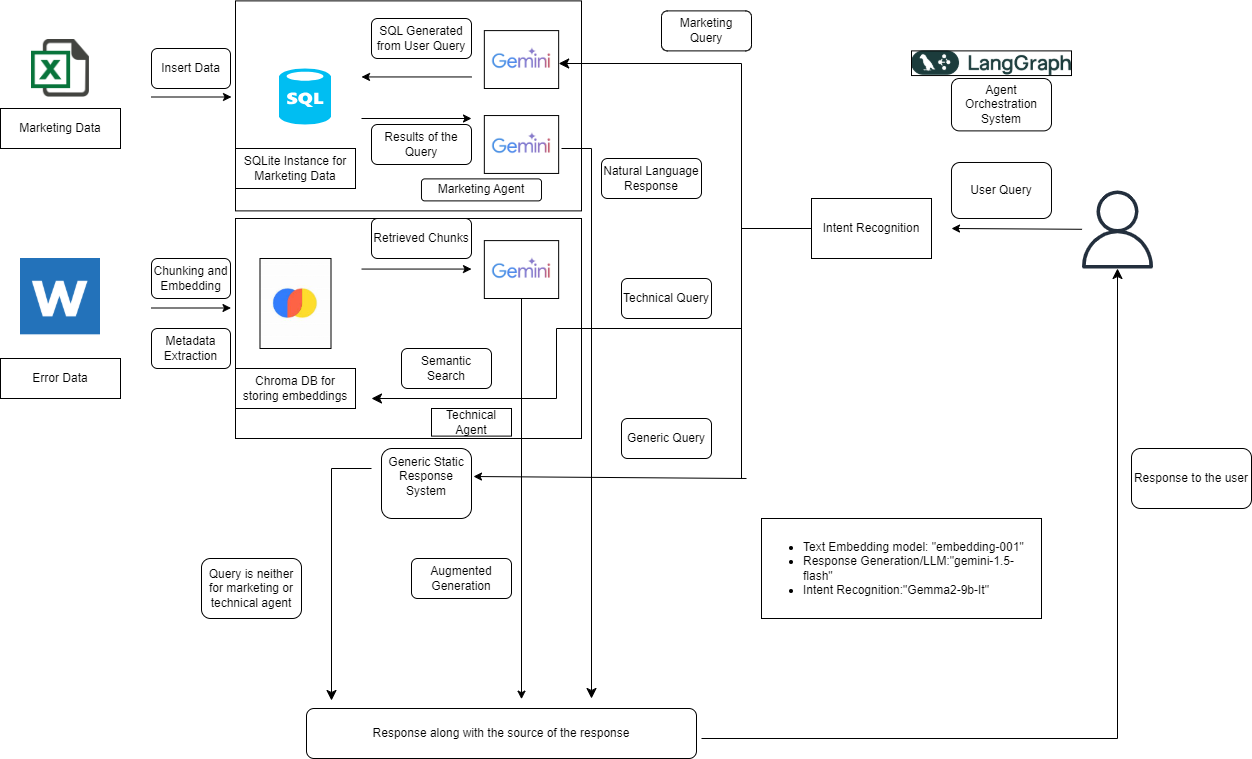 SQL Generated
from User Query
Gemini
Marketing
Query
LangGraph
Agent
Orchestration
System
X
Insert Data
SQL
Marketing Data
Results of the
Query
Gemini
SQLite Instance for
Marketing Data
Marketing Agent
Natural Language
Response
User Query
Intent Recognition
Retrieved Chunks
Gemini
W
Chunking and
Embedding
Metadata
Extraction
Technical Query
Error Data
Semantic
Search
Chroma DB for
storing embeddings
Technical
Agent
Generic Query
Generic Static
Response
System
Response to the user
Query is neither
for marketing or
technical agent
Augmented
Generation
• Text Embedding model: "embedding-001"
• Response Generation/LLM:"gemini-1.5-
flash"
• Intent Recognition:"Gemma2-9b-It"
Response along with the source of the response